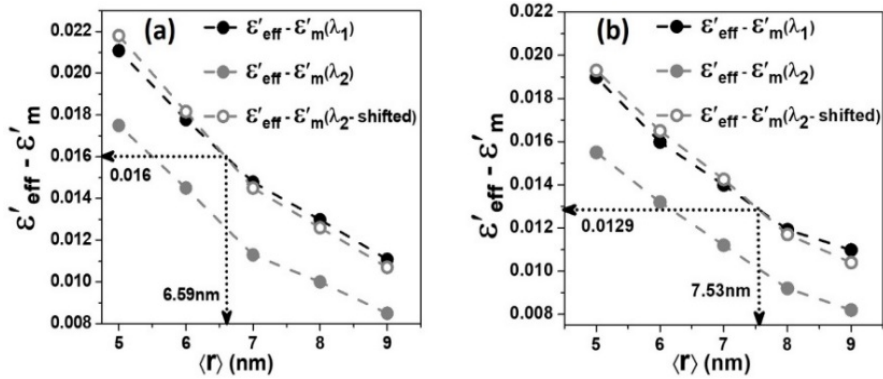 (a)
ε′eff - ε′m(λ1)
ε′eff - ε′m(λ2)
ε′eff - ε′m(λ2- shifted)
0.022
0.020
0.018
0.016
0.014
0.012
0.010
0.008
ε′eff - ε′m
0.016
6.59nm
5 6 7 8 9
⟨r⟩ (nm)
(b)
ε′eff - ε′m(λ1)
ε′eff - ε′m(λ2)
ε′eff - ε′m(λ2- shifted)
0.022
0.020
0.018
0.016
0.014
0.012
0.010
0.008
ε′eff - ε′m
0.0129
7.53nm
5 6 7 8 9
⟨r⟩ (nm)